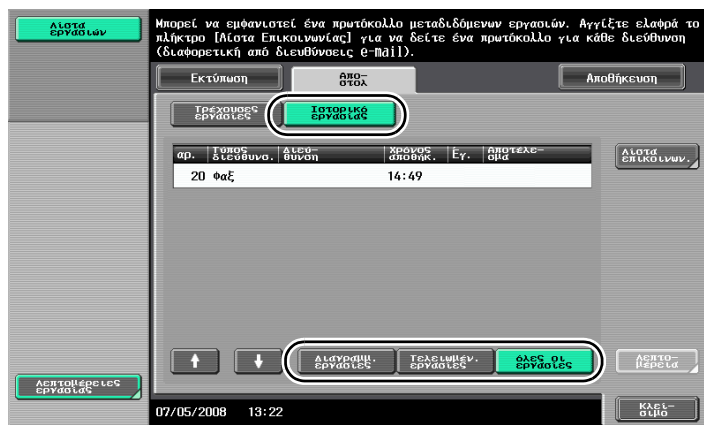 Λίστα
εργασιών
Μπορεί να εμφανιστεί ένα πρωτόκολλο μεταδιδόμενων εργασιών. Αγγίξτε ελαφρά το
πλήκτρο [Λίστα Επικοινωνίας] για να δείτε ένα πρωτόκολλο για κάθε διεύθυνση
(διαφορετική από διευθύνσεις e-mail).
Εκτύπωση
Απο-
στολ
Αποθήκευση
Τρέχουσες
εργασίες
Ιστορικό
εργασίας
αρ.
Τύπος
διεύθυνσ.
Διεύ-
θυνση
Χρόνος
αποθηκ.
Έγ.
Αποτέλε-
σμα
Λίστα
επικοινων.
20 Φαξ 14:49
Διαγραμμ.
εργασίες
Τελειωμέν.
εργασίες
όλες οι
εργασίες
Λεπτο-
μέρεια
Λεπτομέρειες
εργασίας
07/05/2008 13:22
Κλεί-
σιμο